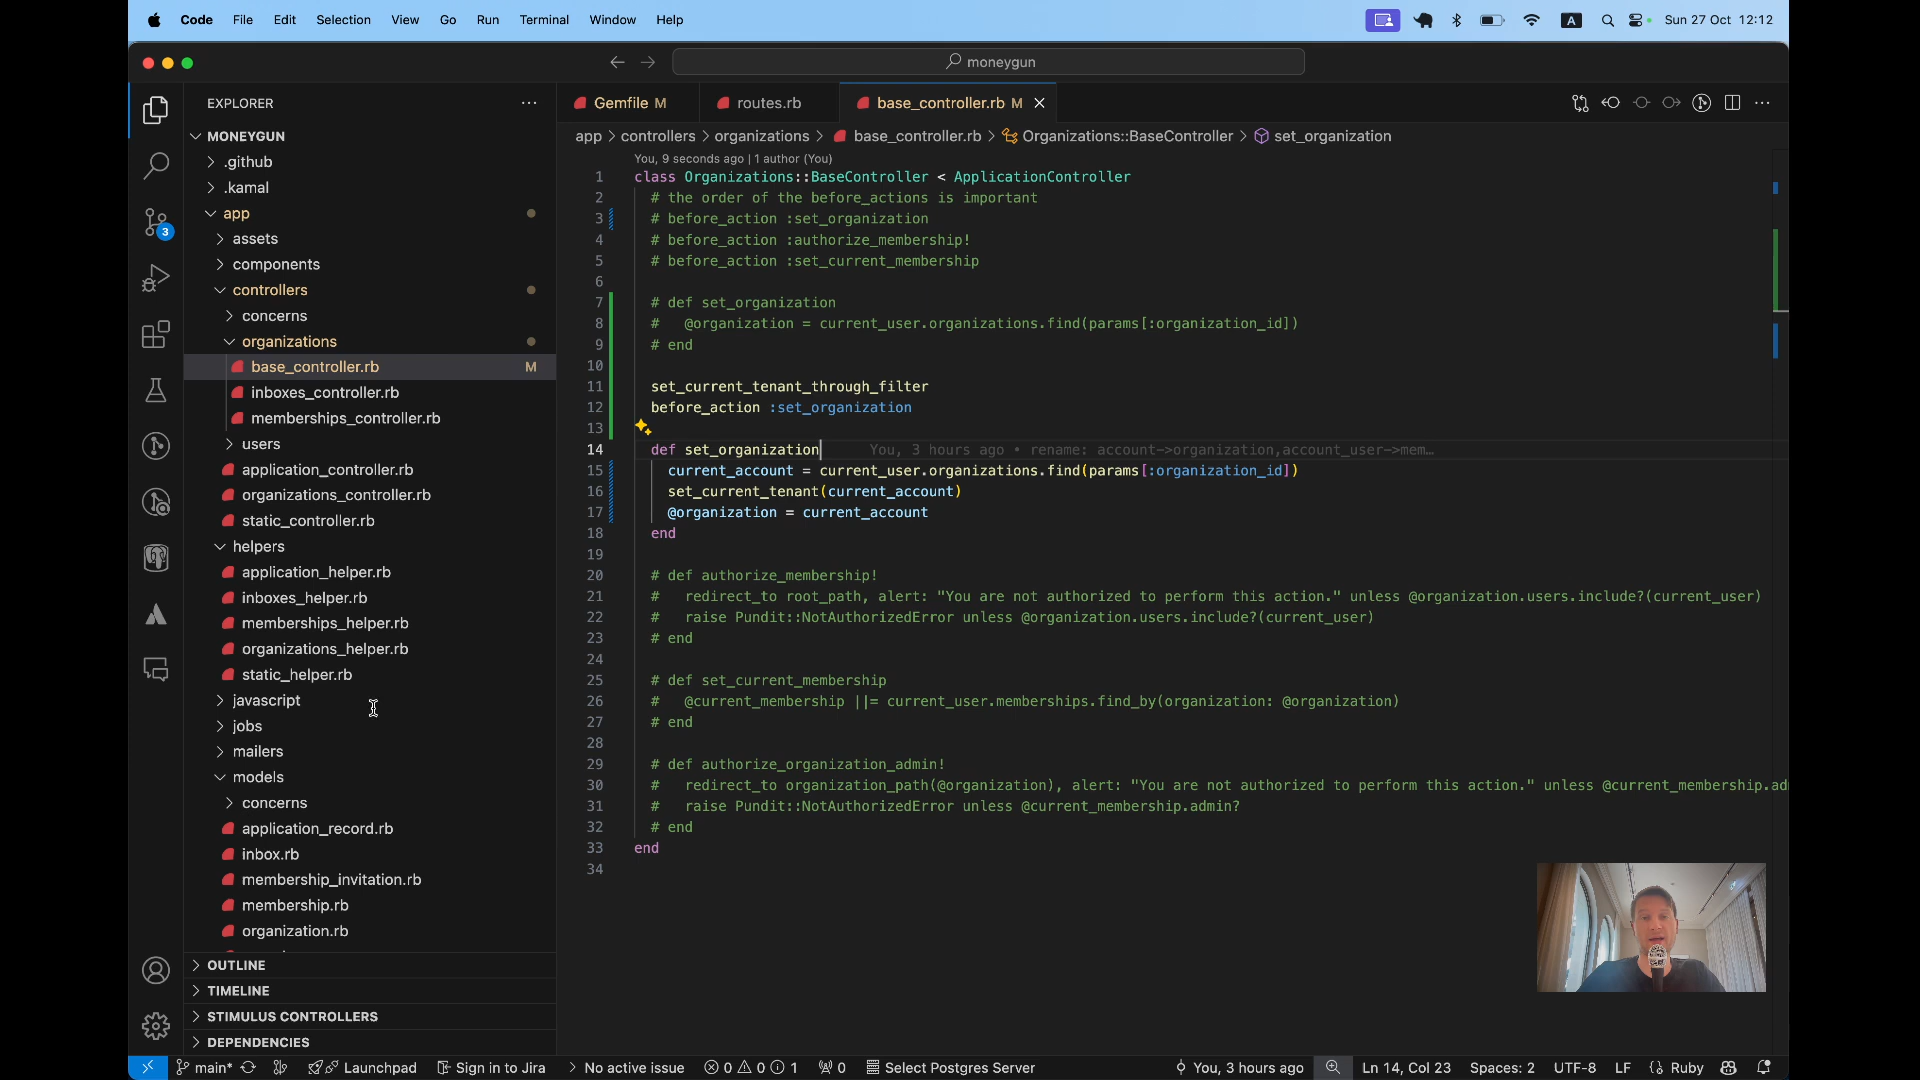 Code File Edit Selection View Go Run Terminal Window Help
A Sun 27 Oct 12:12
moneygun
EXPLORER
MONEYGUN
.github
.kamal
app
assets
components
controllers
concerns
organizations
base_controller.rb M
inboxes_controller.rb
memberships_controller.rb
users
application_controller.rb
organizations_controller.rb
static_controller.rb
helpers
application_helper.rb
inboxes_helper.rb
memberships_helper.rb
organizations_helper.rb
static_helper.rb
javascript
jobs
mailers
models
concerns
application_record.rb
inbox.rb
membership_invitation.rb
membership.rb
organization.rb
OUTLINE
TIMELINE
STIMULUS CONTROLLERS
DEPENDENCIES
3
Gemfile M routes.rb base_controller.rb M
app > controllers > organizations > base_controller.rb > Organizations::BaseController > set_organization
You, 9 seconds ago | 1 author (You)
1 class Organizations::BaseController < ApplicationController
2 # the order of the before_actions is important
3 # before_action :set_organization
4 # before_action :authorize_membership!
5 # before_action :set_current_membership
6
7 # def set_organization
8 #   @organization = current_user.organizations.find(params[:organization_id])
9 # end
10
11 set_current_tenant_through_filter
12 before_action :set_organization
13
14 def set_organization You, 3 hours ago • rename: account->organization,account_user->mem…
15 current_account = current_user.organizations.find(params[:organization_id])
16 set_current_tenant(current_account)
17 @organization = current_account
18 end
19
20 # def authorize_membership!
21 #   redirect_to root_path, alert: "You are not authorized to perform this action." unless @organization.users.include?(current_user)
22 #   raise Pundit::NotAuthorizedError unless @organization.users.include?(current_user)
23 # end
24
25 # def set_current_membership
26 #   @current_membership ||= current_user.memberships.find_by(organization: @organization)
27 # end
28
29 # def authorize_organization_admin!
30 #   redirect_to organization_path(@organization), alert: "You are not authorized to perform this action." unless @current_membership.ad
31 #   raise Pundit::NotAuthorizedError unless @current_membership.admin?
32 # end
33 end
34
main* Launchpad Sign in to Jira No active issue 0 0 1 0 Select Postgres Server You, 3 hours ago Ln 14, Col 23 Spaces: 2 UTF-8 LF Ruby